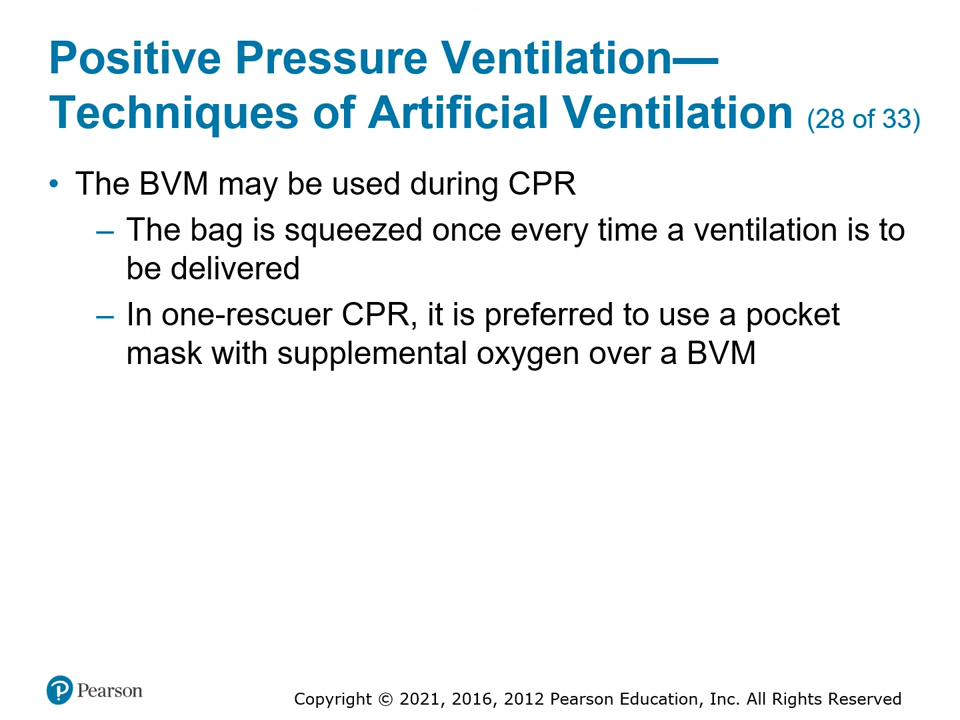 Positive Pressure Ventilation—
Techniques of Artificial Ventilation (28 of 33)
• The BVM may be used during CPR
– The bag is squeezed once every time a ventilation is to
be delivered
– In one-rescuer CPR, it is preferred to use a pocket
mask with supplemental oxygen over a BVM
P Pearson
Copyright © 2021, 2016, 2012 Pearson Education, Inc. All Rights Reserved